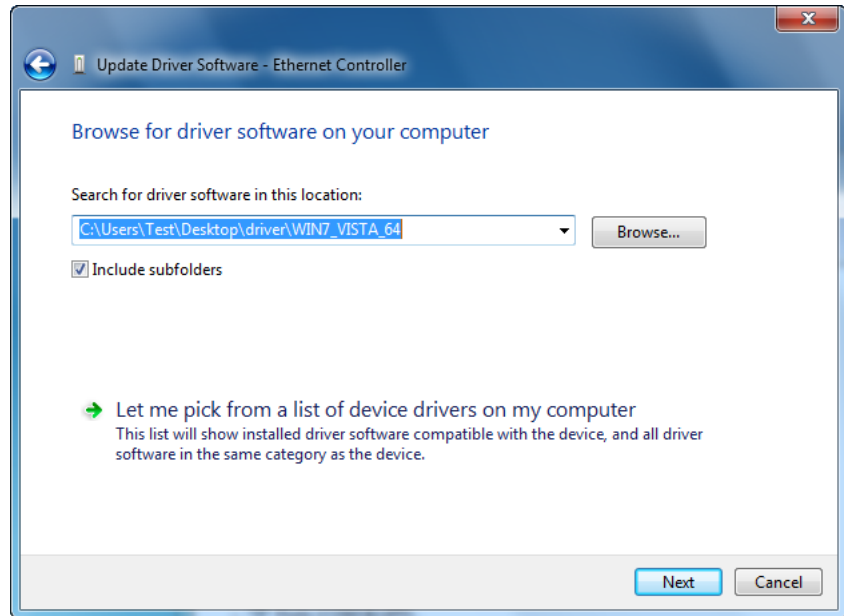 Update Driver Software - Ethernet Controller
Browse for driver software on your computer
Search for driver software in this location:
C:\Users\Test\Desktop\driver\WIN7_VISTA_64
Browse...
Include subfolders
Let me pick from a list of device drivers on my computer
This list will show installed driver software compatible with the device, and all driver
software in the same category as the device.
Next
Cancel